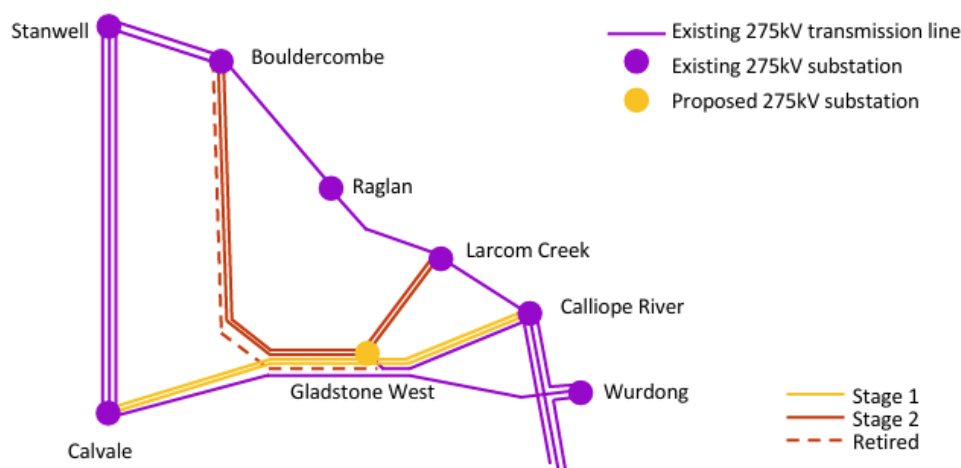 Stanwell
Bouldercombe
Existing 275kV transmission line
Existing 275kV substation
Proposed 275kV substation
Raglan
Larcom Creek
Calliope River
Gladstone West
Wurdong
Calvale
Stage 1
Stage 2
Retired